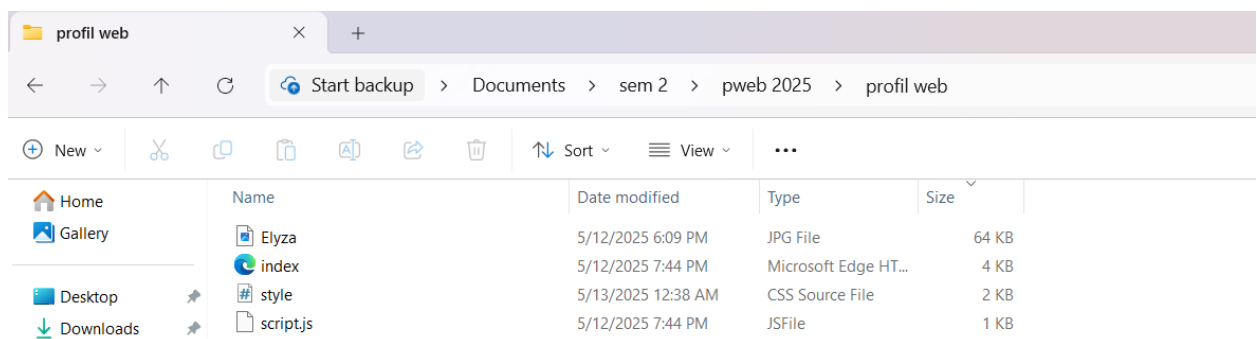 profil web
Start backup > Documents > sem 2 > pweb 2025 > profil web
New Sort View
Home
Gallery
Desktop
Downloads
Name Date modified Type Size
Elyza 5/12/2025 6:09 PM JPG File 64 KB
index 5/12/2025 7:44 PM Microsoft Edge HT... 4 KB
style 5/13/2025 12:38 AM CSS Source File 2 KB
script.js 5/12/2025 7:44 PM JSFile 1 KB